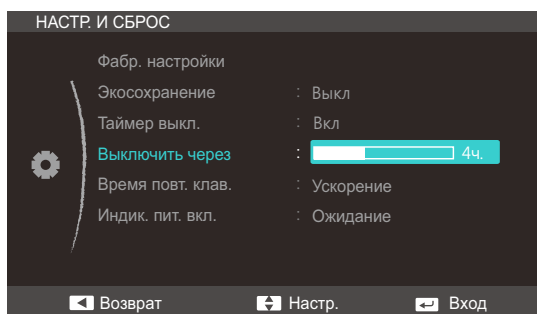 НАСТР. И СБРОС
Фабр. настройки
Экосохранение : Выкл
Таймер выкл. : Вкл
Выключить через : 4ч.
Время повт. клав. : Ускорение
Индик. пит. вкл. : Ожидание
Возврат Настр. Вход